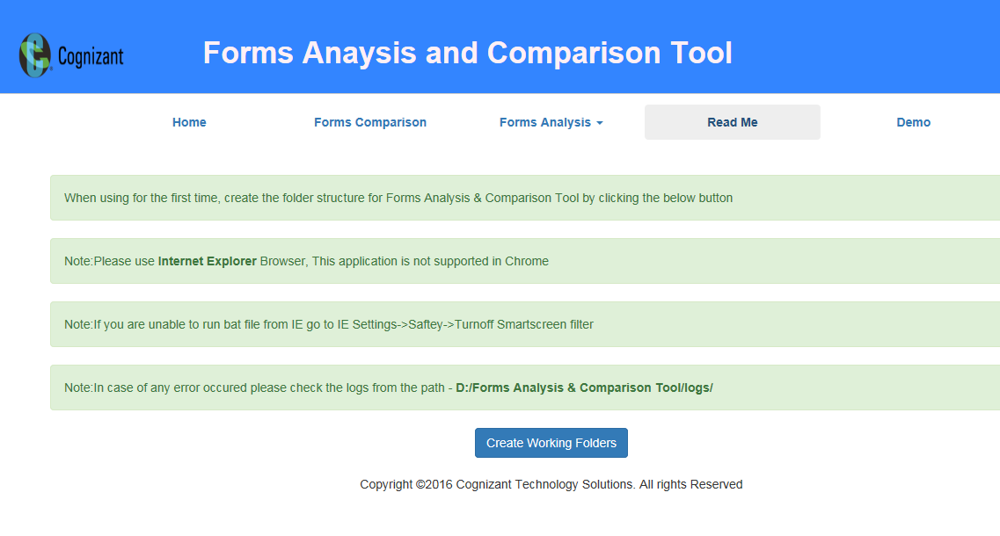 Cognizant
Forms Anaysis and Comparison Tool
Home
Forms Comparison
Forms Analysis
Read Me
Demo
When using for the first time, create the folder structure for Forms Analysis & Comparison Tool by clicking the below button
Note:Please use Internet Explorer Browser, This application is not supported in Chrome
Note:If you are unable to run bat file from IE go to IE Settings->Saftey->Turnoff Smartscreen filter
Note:In case of any error occured please check the logs from the path - D:/Forms Analysis & Comparison Tool/logs/
Create Working Folders
Copyright ©2016 Cognizant Technology Solutions. All rights Reserved